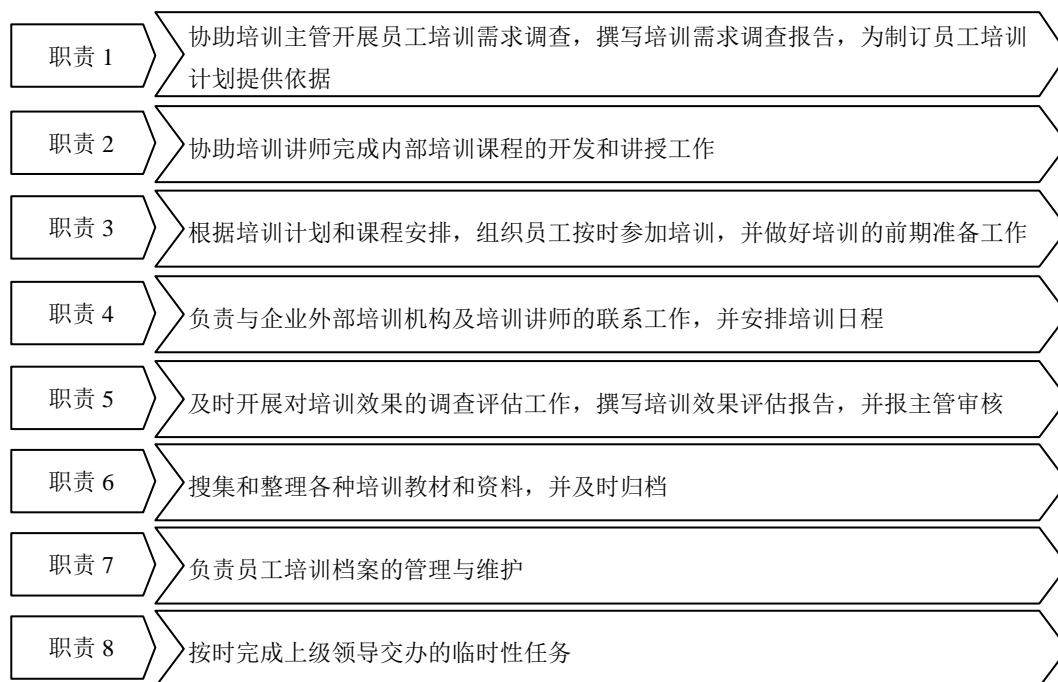 职责 1
协助培训主管开展员工培训需求调查，撰写培训需求调查报告，为制订员工培训
计划提供依据
职责 2
协助培训讲师完成内部培训课程的开发和讲授工作
职责 3
根据培训计划和课程安排，组织员工按时参加培训，并做好培训的前期准备工作
职责 4
负责与企业外部培训机构及培训讲师的联系工作，并安排培训日程
职责 5
及时开展对培训效果的调查评估工作，撰写培训效果评估报告，并报主管审核
职责 6
搜集和整理各种培训教材和资料，并及时归档
职责 7
负责员工培训档案的管理与维护
职责 8
按时完成上级领导交办的临时性任务